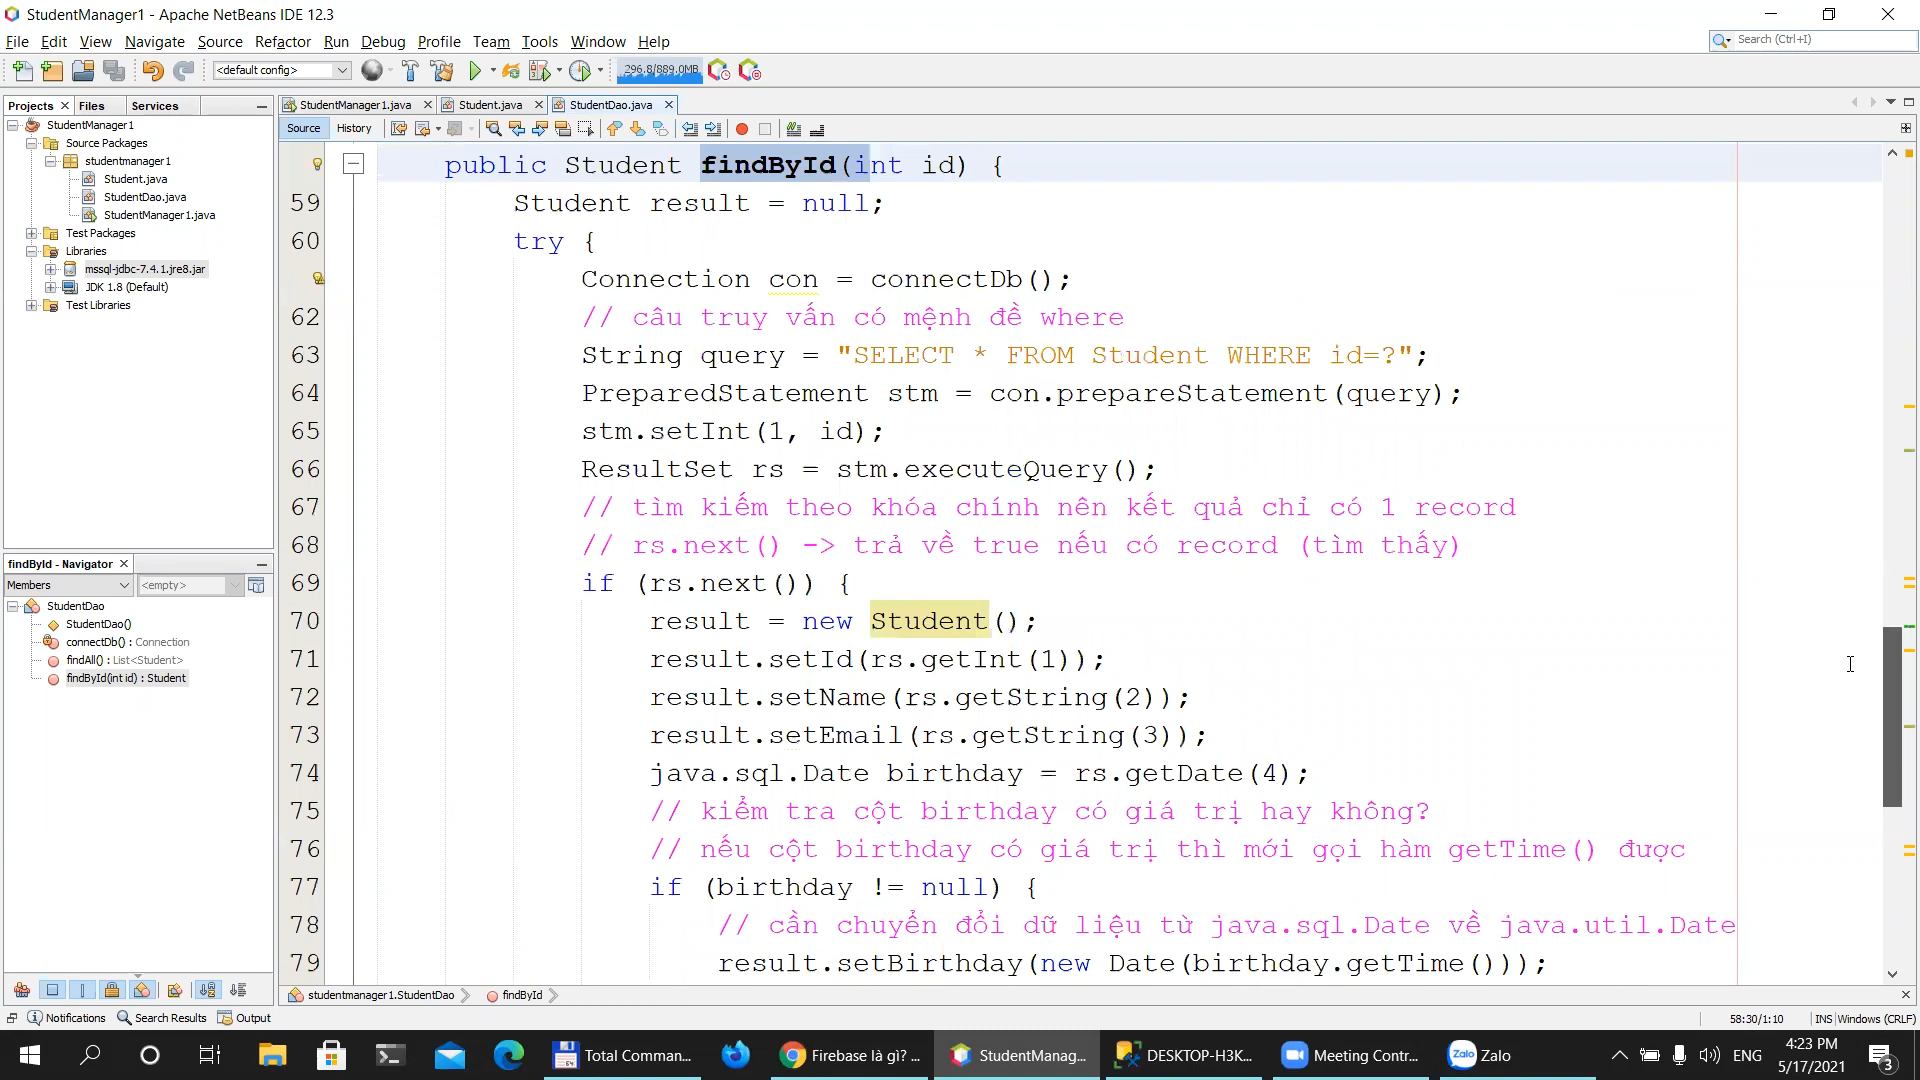 StudentManager1 - Apache NetBeans IDE 12.3
File Edit View Navigate Source Refactor Run Debug Profile Team Tools Window Help
Search (Ctrl+I)
<default config>
296.8/889.0MB
Projects Files Services
StudentManager1
Source Packages
studentmanager1
Student.java
StudentDao.java
StudentManager1.java
Test Packages
Libraries
mssql-jdbc-7.4.1.jre8.jar
JDK 1.8 (Default)
Test Libraries
findById - Navigator
Members
<empty>
StudentDao
StudentDao()
connectDb() : Connection
findAll() : List<Student>
findById(int id) : Student
StudentManager1.java Student.java StudentDao.java
Source History
public Student findById(int id) {
59 Student result = null;
60 try {
Connection con = connectDb();
62 // câu truy vấn có mệnh đề where
63 String query = "SELECT * FROM Student WHERE id=?";
64 PreparedStatement stm = con.prepareStatement(query);
65 stm.setInt(1, id);
66 ResultSet rs = stm.executeQuery();
67 // tìm kiếm theo khóa chính nên kết quả chỉ có 1 record
68 // rs.next() -> trả về true nếu có record (tìm thấy)
69 if (rs.next()) {
70 result = new Student();
71 result.setId(rs.getInt(1));
72 result.setName(rs.getString(2));
73 result.setEmail(rs.getString(3));
74 java.sql.Date birthday = rs.getDate(4);
75 // kiểm tra cột birthday có giá trị hay không?
76 // nếu cột birthday có giá trị thì mới gọi hàm getTime() được
77 if (birthday != null) {
78 // cần chuyển đổi dữ liệu từ java.sql.Date về java.util.Date
79 result.setBirthday(new Date(birthday.getTime()));
studentmanager1.StudentDao findById
Notifications Search Results Output
58:30/1:10 INS Windows (CRLF)
Total Comman...
Firebase là gì? ...
StudentManag...
DESKTOP-H3K...
Meeting Contr...
Zalo
ENG
4:23 PM
5/17/2021
3